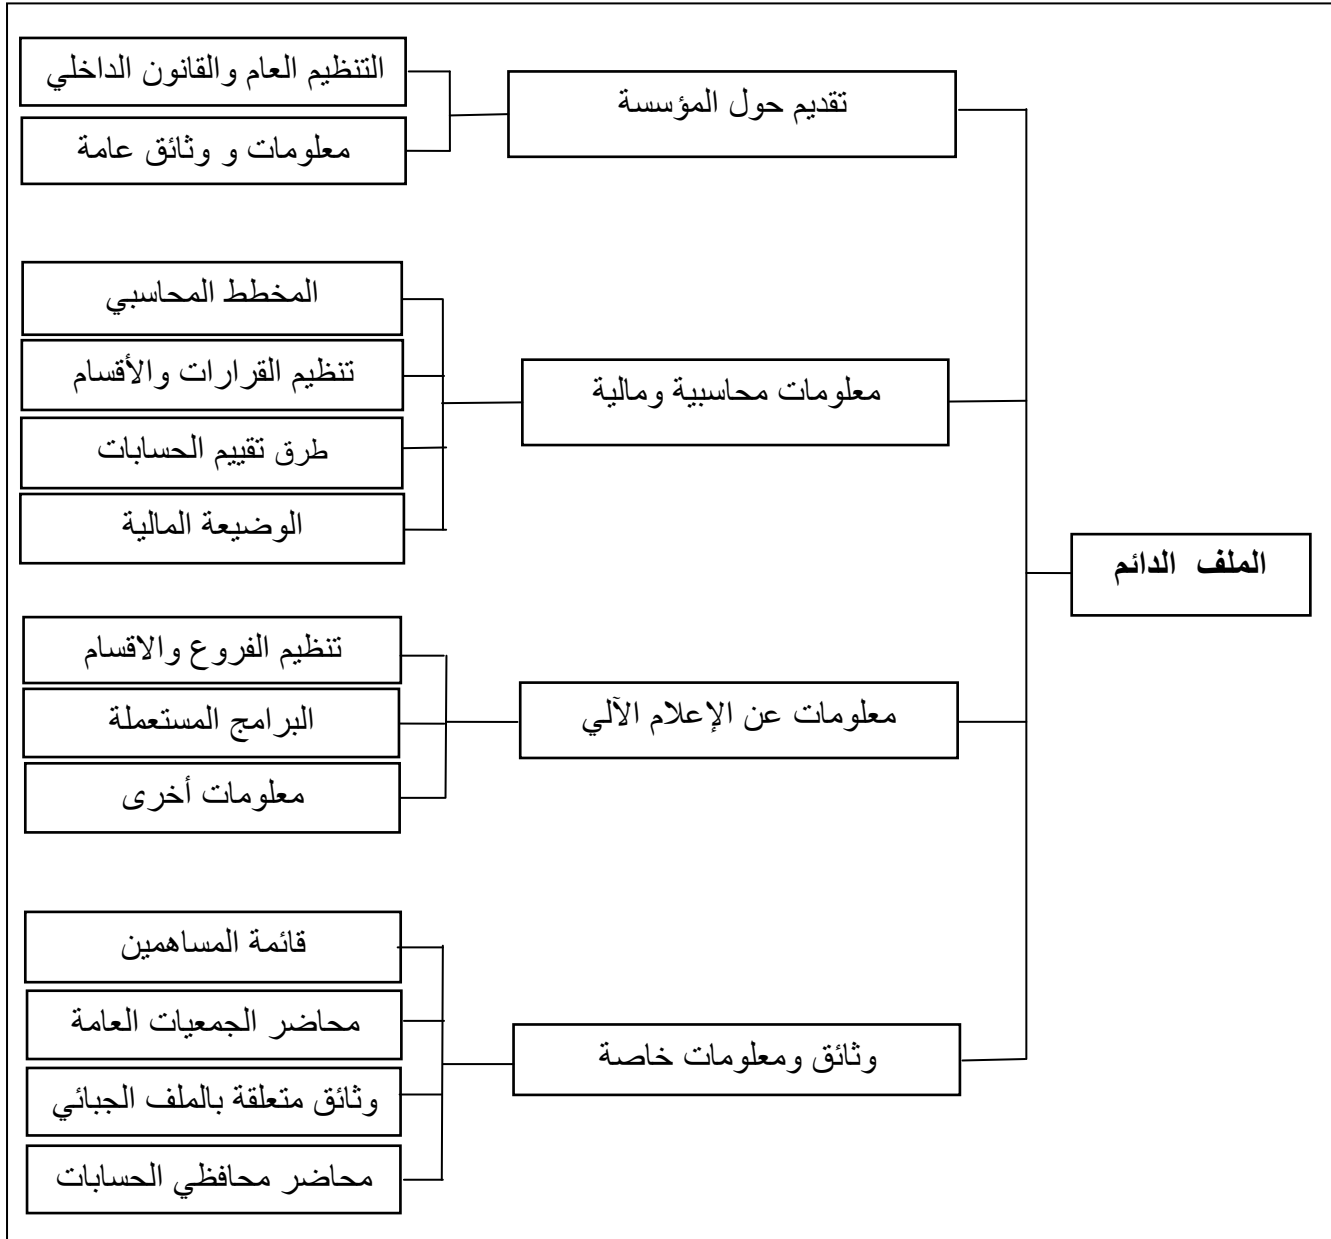 الملف الدائم
تقديم حول المؤسسة
التنظيم العام والقانون الداخلي
معلومات و وثائق عامة
معلومات محاسبية ومالية
المخطط المحاسبي
تنظيم القرارات والأقسام
طرق تقييم الحسابات
الوضيعة المالية
معلومات عن الإعلام الآلي
تنظيم الفروع والاقسام
البرامج المستعملة
معلومات أخرى
وثائق ومعلومات خاصة
قائمة المساهمين
محاضر الجمعيات العامة
وثائق متعلقة بالملف الجبائي
محاضر محافظي الحسابات